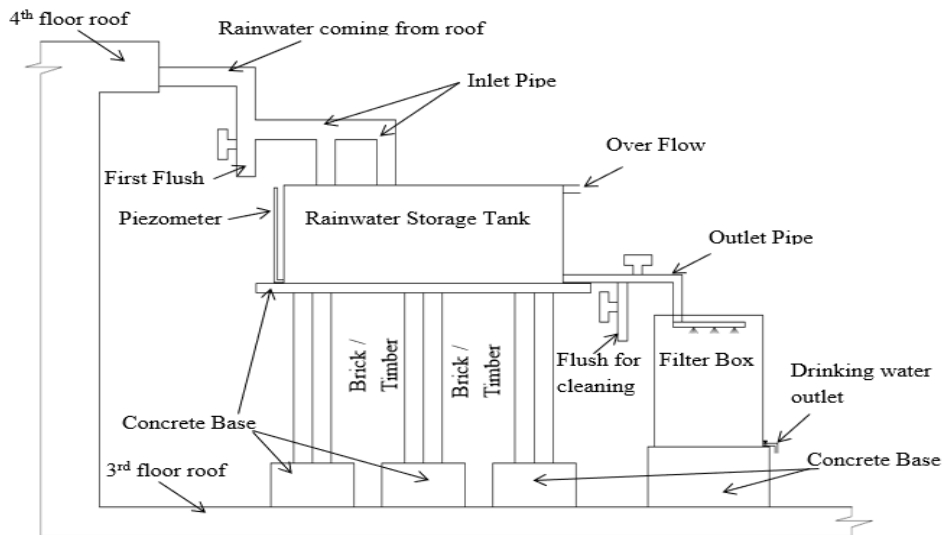 4th floor roof
Rainwater coming from roof
Inlet Pipe
Over Flow
First Flush
Piezometer
Rainwater Storage Tank
Outlet Pipe
Brick /
Timber
Brick /
Timber
Flush for
cleaning
Filter Box
Drinking water
outlet
Concrete Base
3rd floor roof
Concrete Base